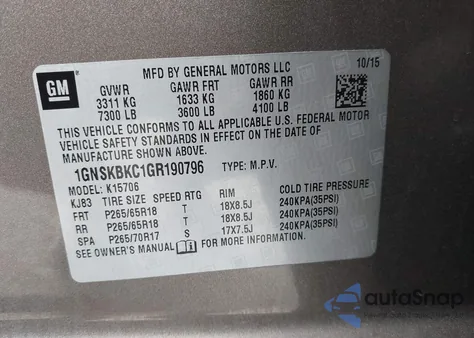 GM
MFD BY GENERAL MOTORS LLC 10/15
GVWR GAWR FRT GAWR RR
3311 KG 1633 KG 1860 KG
7300 LB 3600 LB 4100 LB
THIS VEHICLE CONFORMS TO ALL APPLICABLE U.S. FEDERAL MOTOR
VEHICLE SAFETY STANDARDS IN EFFECT ON THE DATE OF
MANUFACTURE SHOWN ABOVE.
1GNSKBKC1GR190796 TYPE: M.P.V.
MODEL: K15706
KJ83 TIRE SIZE SPEED RTG RIM COLD TIRE PRESSURE
FRT P265/65R18 T 18X8.5J 240KPA(35PSI)
RR P265/65R18 T 18X8.5J 240KPA(35PSI)
SPA P265/70R17 S 17X7.5J 240KPA(35PSI)
SEE OWNER'S MANUAL FOR MORE INFORMATION.
autoSnap